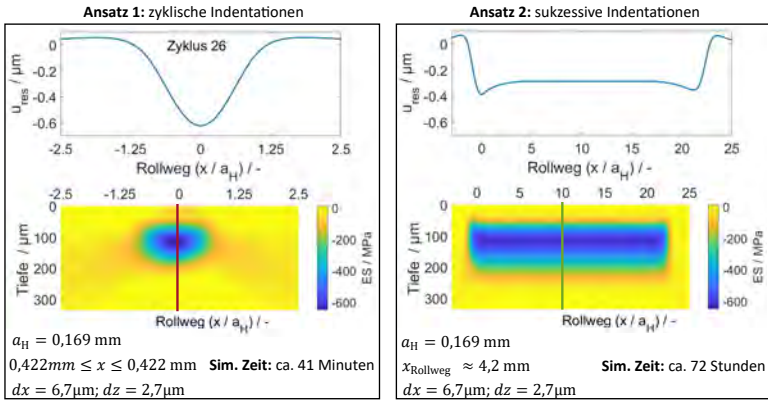 Ansatz 1: zyklische Indentationen
0
-0.2
-0.4
-0.6
u_res / µm
Zyklus 26
-2.5 -1.25 0 1.25 2.5
Rollweg (x / a_H) / -
-2.5 -1.25 0 1.25 2.5
0
100
200
300
Tiefe / µm
0
-200
-400
-600
ES / MPa
Rollweg (x / a_H) / -
a_H = 0,169 mm
0,422mm ≤ x ≤ 0,422 mm Sim. Zeit: ca. 41 Minuten
dx = 6,7µm; dz = 2,7µm
Ansatz 2: sukzessive Indentationen
0
-0.2
-0.4
-0.6
u_res / µm
0 5 10 15 20 25
Rollweg (x / a_H) / -
0 5 10 15 20 25
0
100
200
300
Tiefe / µm
0
-200
-400
-600
ES / MPa
Rollweg (x / a_H) / -
a_H = 0,169 mm
x_Rollweg ≈ 4,2 mm Sim. Zeit: ca. 72 Stunden
dx = 6,7µm; dz = 2,7µm